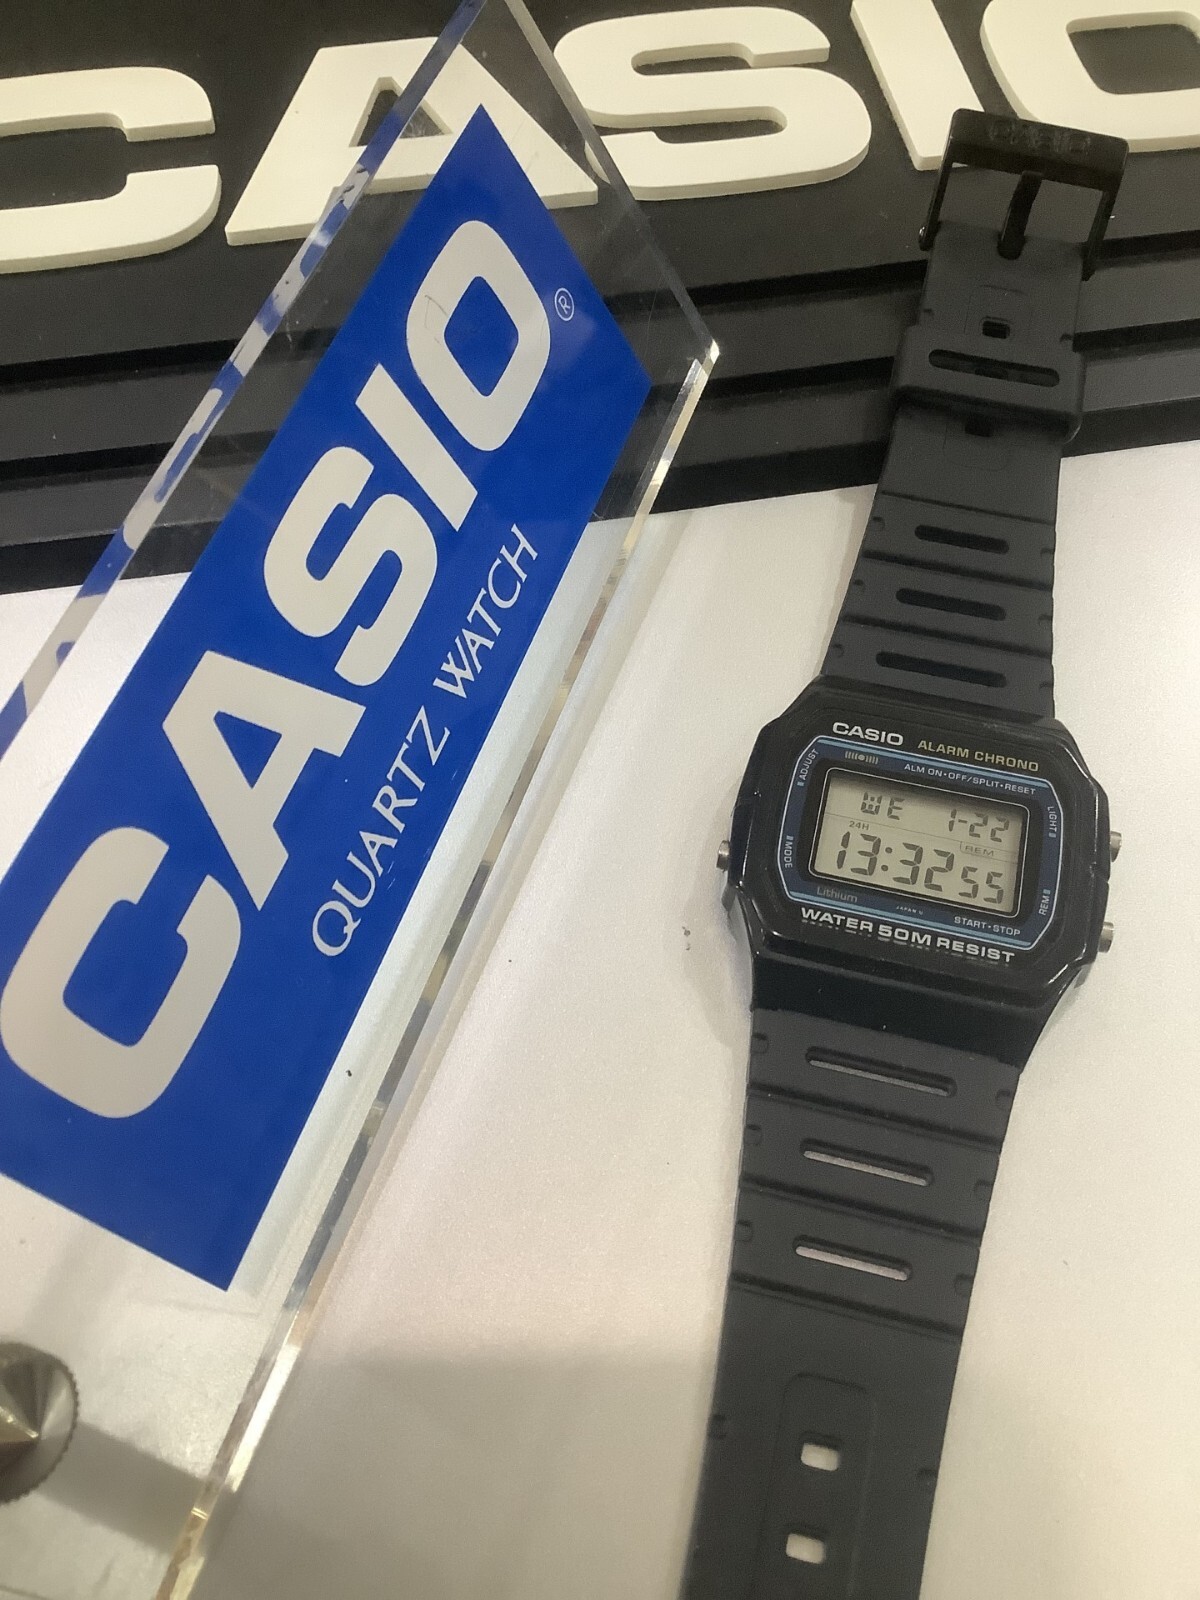 CASIO
CASIO ®
QUARTZ WATCH
CASIO
CASIO ALARM CHRONO
ALM ON•OFF/SPLIT•RESET
ADJUST
LIGHT
WE 1-22
24H
REM
13:32 55
MODE
REM
Lithium
JAPAN
START•STOP
WATER 50M RESIST